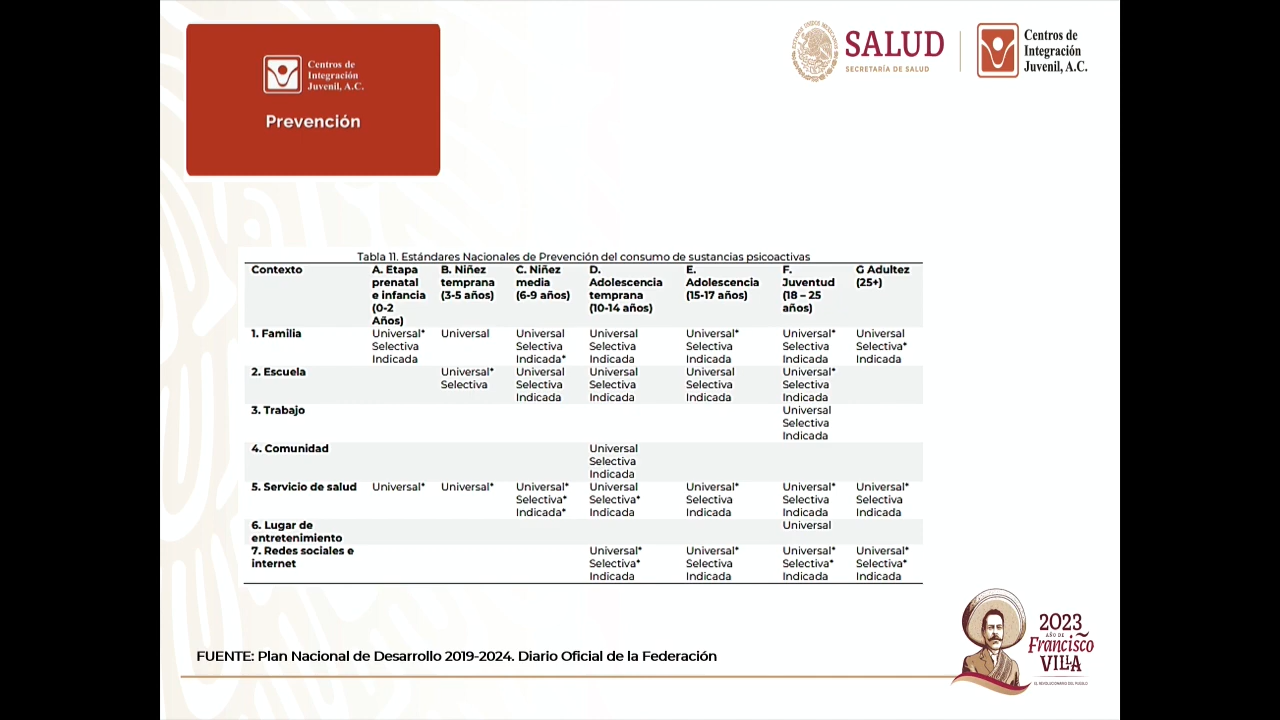 Centros de
Integración
Juvenil, A.C.
Prevención
SALUD
SECRETARÍA DE SALUD
Centros de
Integración
Juvenil, A.C.
Tabla 11. Estándares Nacionales de Prevención del consumo de sustancias psicoactivas
Contexto A. Etapa prenatal e infancia (0-2 Años) B. Niñez temprana (3-5 años) C. Niñez media (6-9 años) D. Adolescencia temprana (10-14 años) E. Adolescencia (15-17 años) F. Juventud (18 – 25 años) G Adultez (25+)
1. Familia Universal* Universal Universal Universal Universal* Universal* Universal
Selectiva Selectiva Selectiva Selectiva Selectiva Selectiva*
Indicada Indicada* Indicada Indicada Indicada Indicada
2. Escuela Universal* Universal Universal Universal Universal*
Selectiva Selectiva Selectiva Selectiva Selectiva
Indicada Indicada Indicada Indicada
3. Trabajo Universal
Selectiva
Indicada
4. Comunidad Universal
Selectiva
Indicada
5. Servicio de salud Universal* Universal* Universal* Universal Universal* Universal* Universal*
Selectiva* Selectiva* Selectiva Selectiva Selectiva
Indicada* Indicada Indicada Indicada Indicada
6. Lugar de Universal
entretenimiento
7. Redes sociales e Universal* Universal* Universal* Universal*
internet Selectiva* Selectiva Selectiva* Selectiva*
Indicada Indicada Indicada Indicada
FUENTE: Plan Nacional de Desarrollo 2019-2024. Diario Oficial de la Federación
2023
AÑO DE
Francisco
VILLA
EL REVOLUCIONARIO DEL PUEBLO